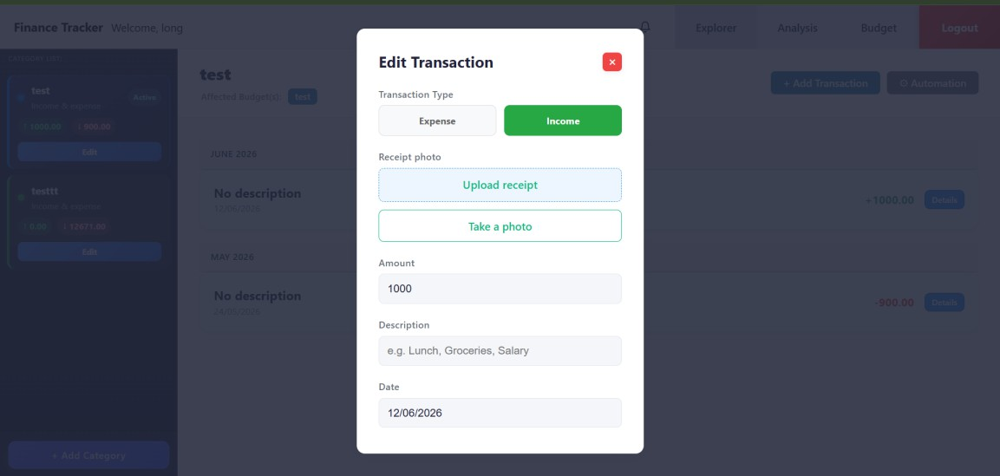 Finance Tracker Welcome, long
Explorer Analysis Budget Logout
CATEGORY LIST
test
Active
Income & expense
↑ 1000.00 ↓ 900.00
Edit
testtt
Income & expense
↑ 0.00 ↓ 12671.00
Edit
+ Add Category
test
Affected Budget(s): test
+ Add Transaction
Automation
JUNE 2026
No description
12/06/2026
+1000.00 Details
MAY 2026
No description
24/05/2026
-900.00 Details
Edit Transaction
×
Transaction Type
Expense Income
Receipt photo
Upload receipt
Take a photo
Amount
1000
Description
e.g. Lunch, Groceries, Salary
Date
12/06/2026